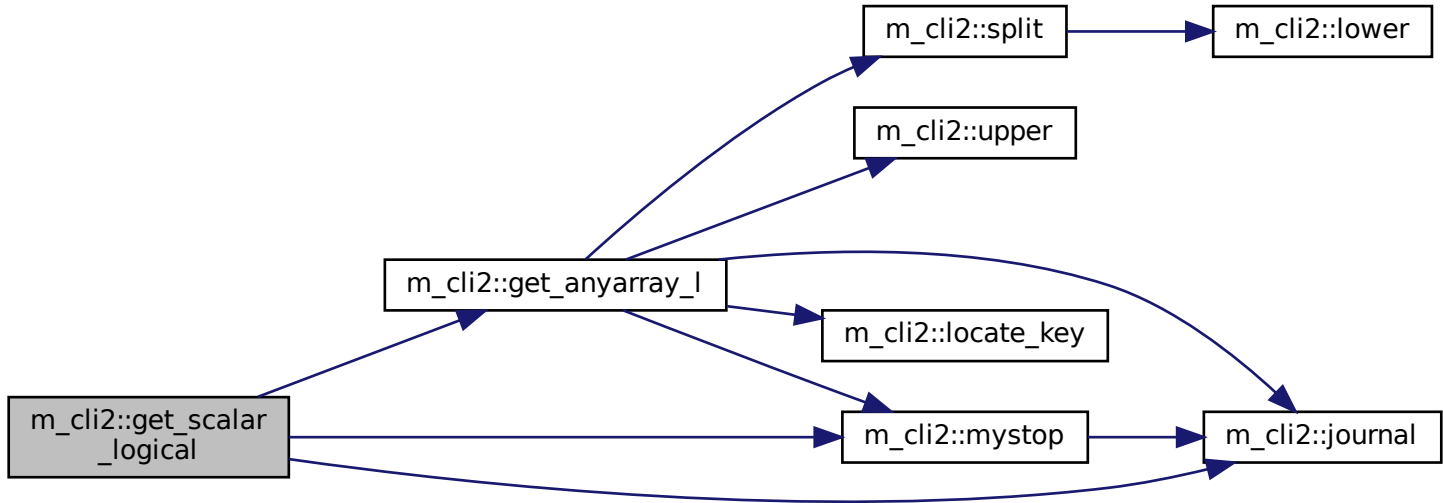 m_cli2::split
m_cli2::lower
m_cli2::upper
m_cli2::get_anyarray_l
m_cli2::locate_key
m_cli2::get_scalar
_logical
m_cli2::mystop
m_cli2::journal